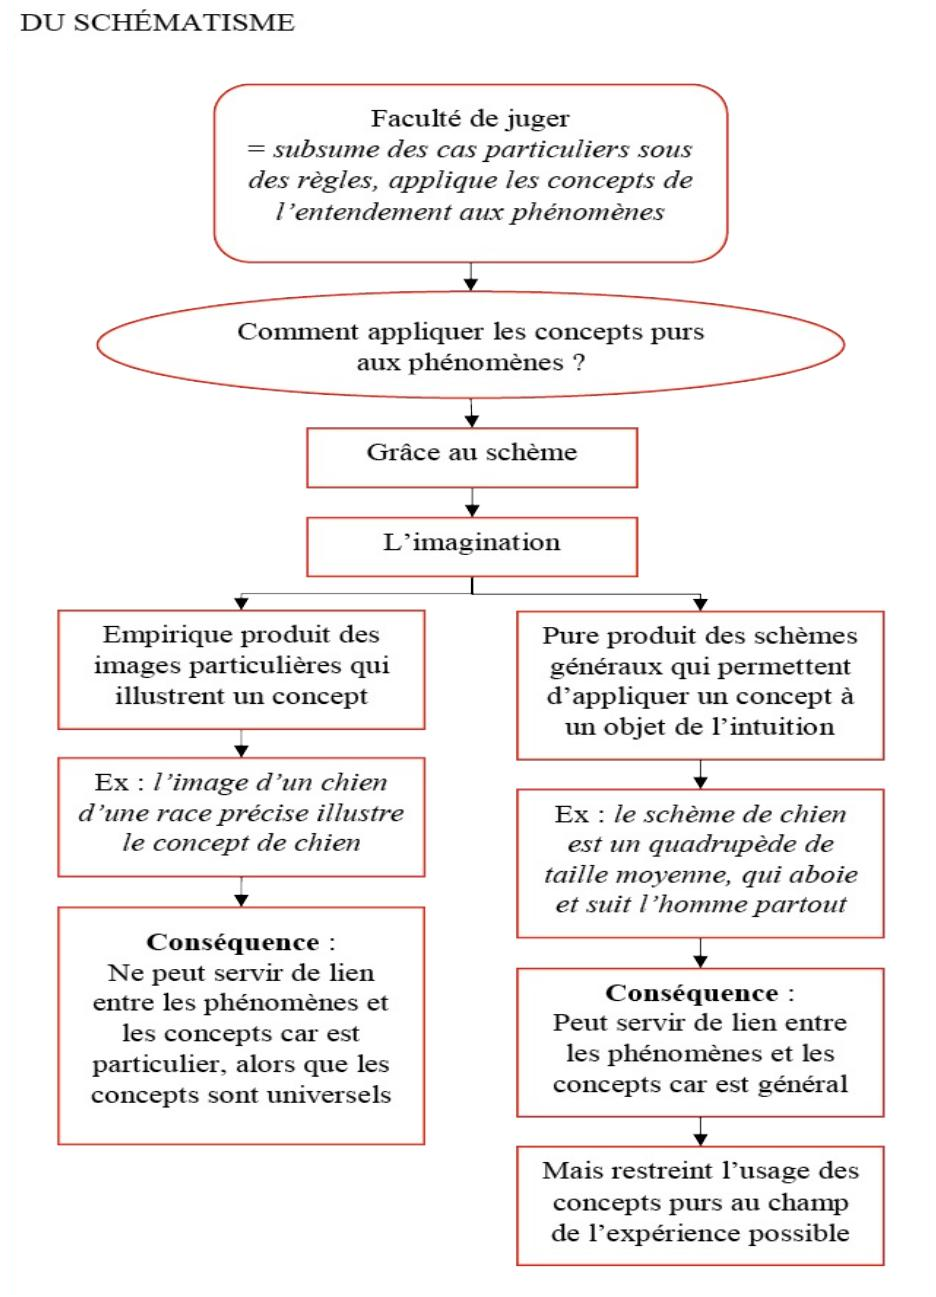 DU SCHÉMATISME
Faculté de juger
= subsume des cas particuliers sous
des règles, applique les concepts de
l’entendement aux phénomènes
Comment appliquer les concepts purs
aux phénomènes ?
Grâce au schème
L’imagination
Empirique produit des
images particulières qui
illustrent un concept
Ex : l’image d’un chien
d’une race précise illustre
le concept de chien
Conséquence :
Ne peut servir de lien
entre les phénomènes et
les concepts car est
particulier, alors que les
concepts sont universels
Pure produit des schèmes
généraux qui permettent
d’appliquer un concept à
un objet de l’intuition
Ex : le schème de chien
est un quadrupède de
taille moyenne, qui aboie
et suit l’homme partout
Conséquence :
Peut servir de lien entre
les phénomènes et les
concepts car est général
Mais restreint l’usage des
concepts purs au champ
de l’expérience possible